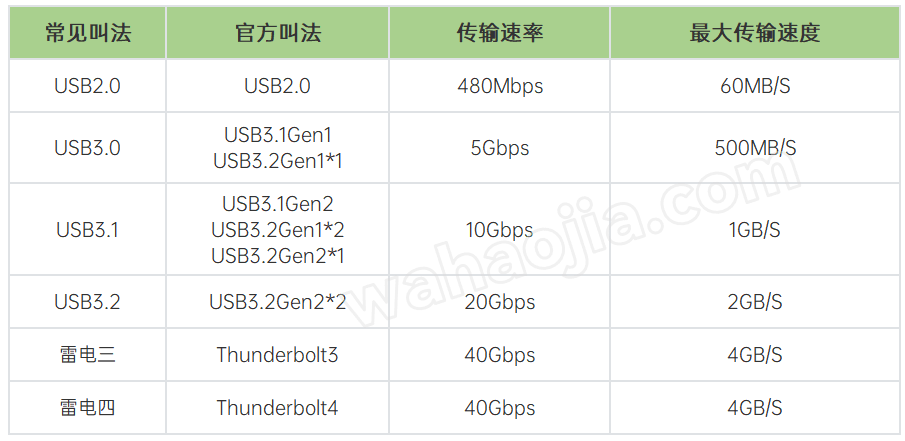 常见叫法 官方叫法 传输速率 最大传输速度
USB2.0 USB2.0 480Mbps 60MB/S
USB3.0 USB3.1Gen1 5Gbps 500MB/S
USB3.2Gen1*1
USB3.1 USB3.1Gen2 10Gbps 1GB/S
USB3.2Gen1*2
USB3.2Gen2*1
USB3.2 USB3.2Gen2*2 20Gbps 2GB/S
雷电三 Thunderbolt3 40Gbps 4GB/S
雷电四 Thunderbolt4 40Gbps 4GB/S
wahaojia.com